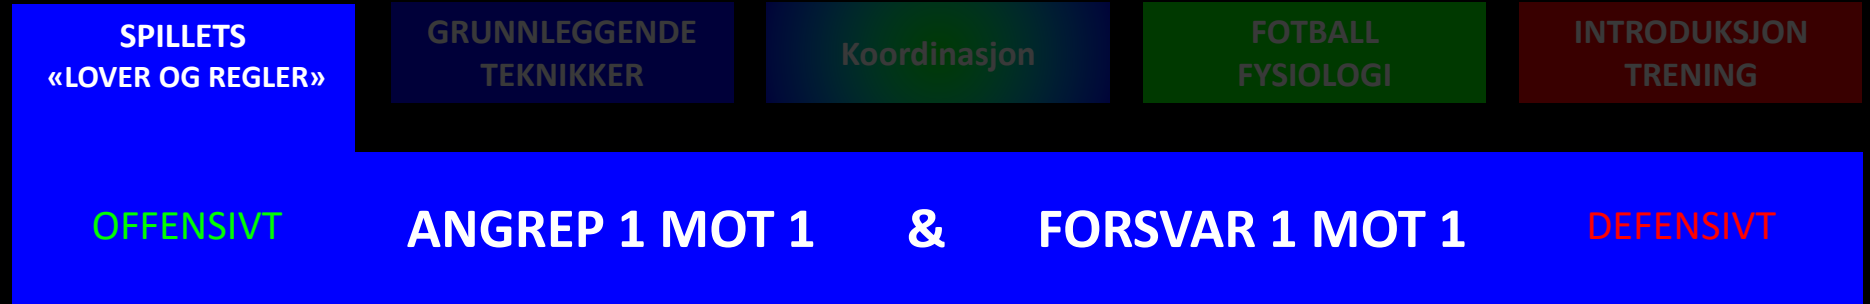 SPILLETS
«LOVER OG REGLER»
GRUNNLEGGENDE
TEKNIKKER
Koordinasjon
FOTBALL
FYSIOLOGI
INTRODUKSJON
TRENING
OFFENSIVT ANGREP 1 MOT 1 & FORSVAR 1 MOT 1 DEFENSIVT